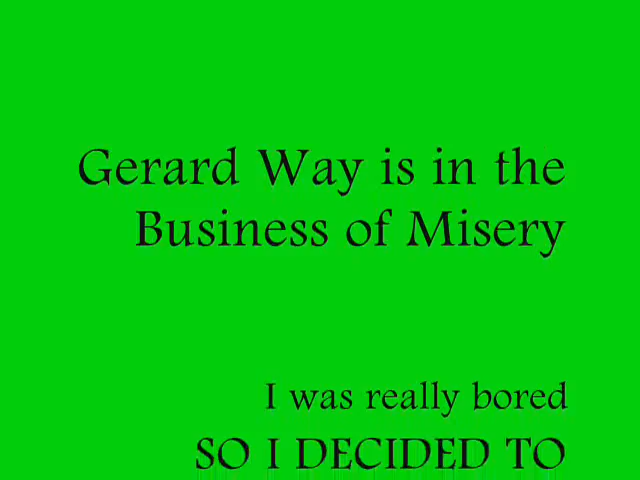 Gerard Way is in the
Business of Misery
I was really bored
SO I DECIDED TO